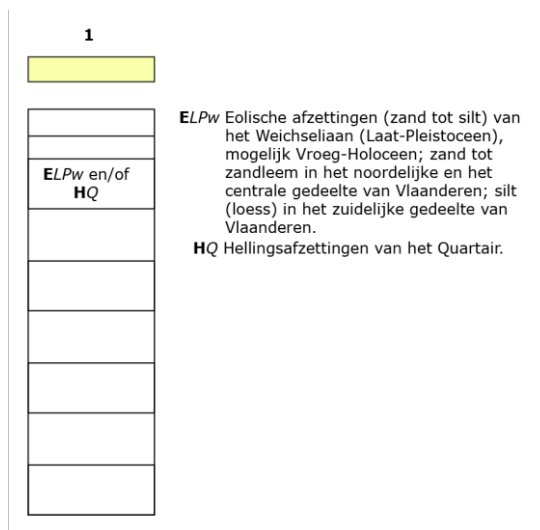 1
ELPw en/of
HQ
ELPw Eolische afzettingen (zand tot silt) van
het Weichseliaan (Laat-Pleistoceen),
mogelijk Vroeg-Holoceen; zand tot
zandleem in het noordelijke en het
centrale gedeelte van Vlaanderen; silt
(loess) in het zuidelijke gedeelte van
Vlaanderen.
HQ Hellingsafzettingen van het Quartair.